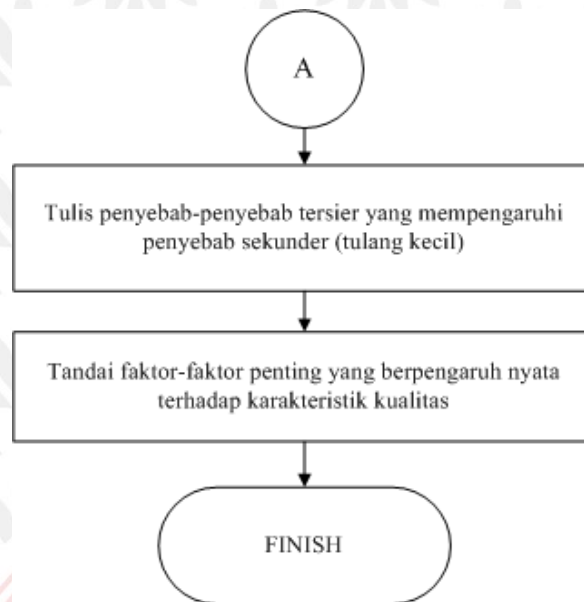 A
Tulis penyebab-penyebab tersier yang mempengaruhi
penyebab sekunder (tulang kecil)
Tandai faktor-faktor penting yang berpengaruh nyata
terhadap karakteristik kualitas
FINISH